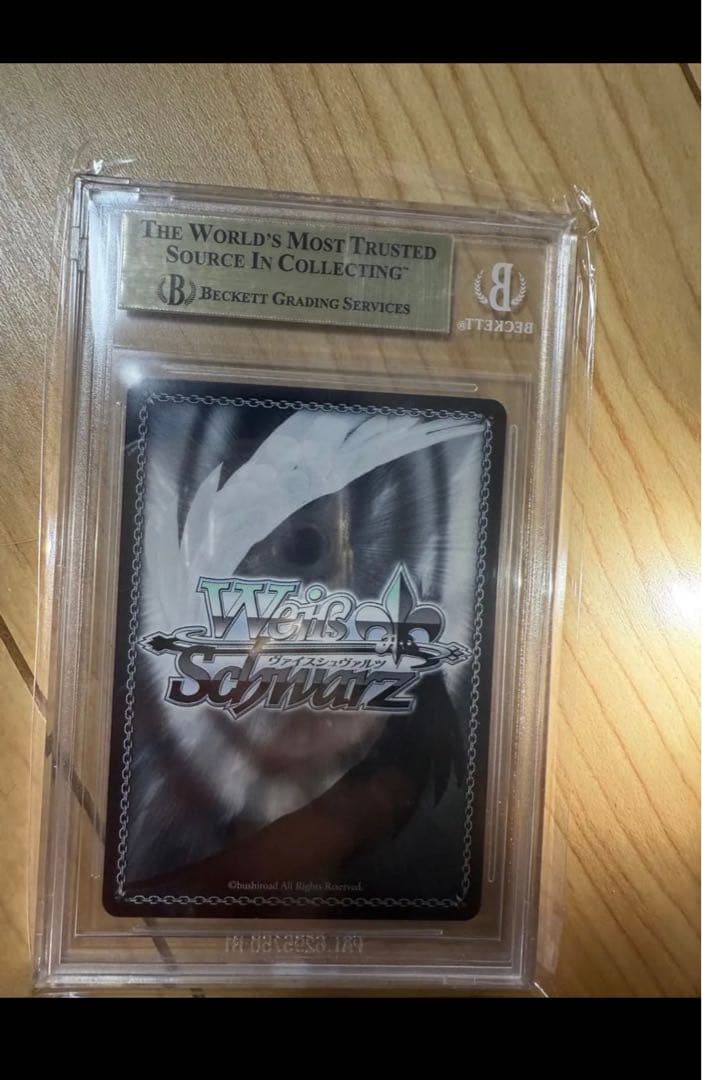 THE WORLD'S MOST TRUSTED
SOURCE IN COLLECTING™
B BECKETT GRADING SERVICES
B
BECKETT®
Weiß
ヴァイスシュヴァルツ
Schwarz
©bushiroad All Rights Reserved.